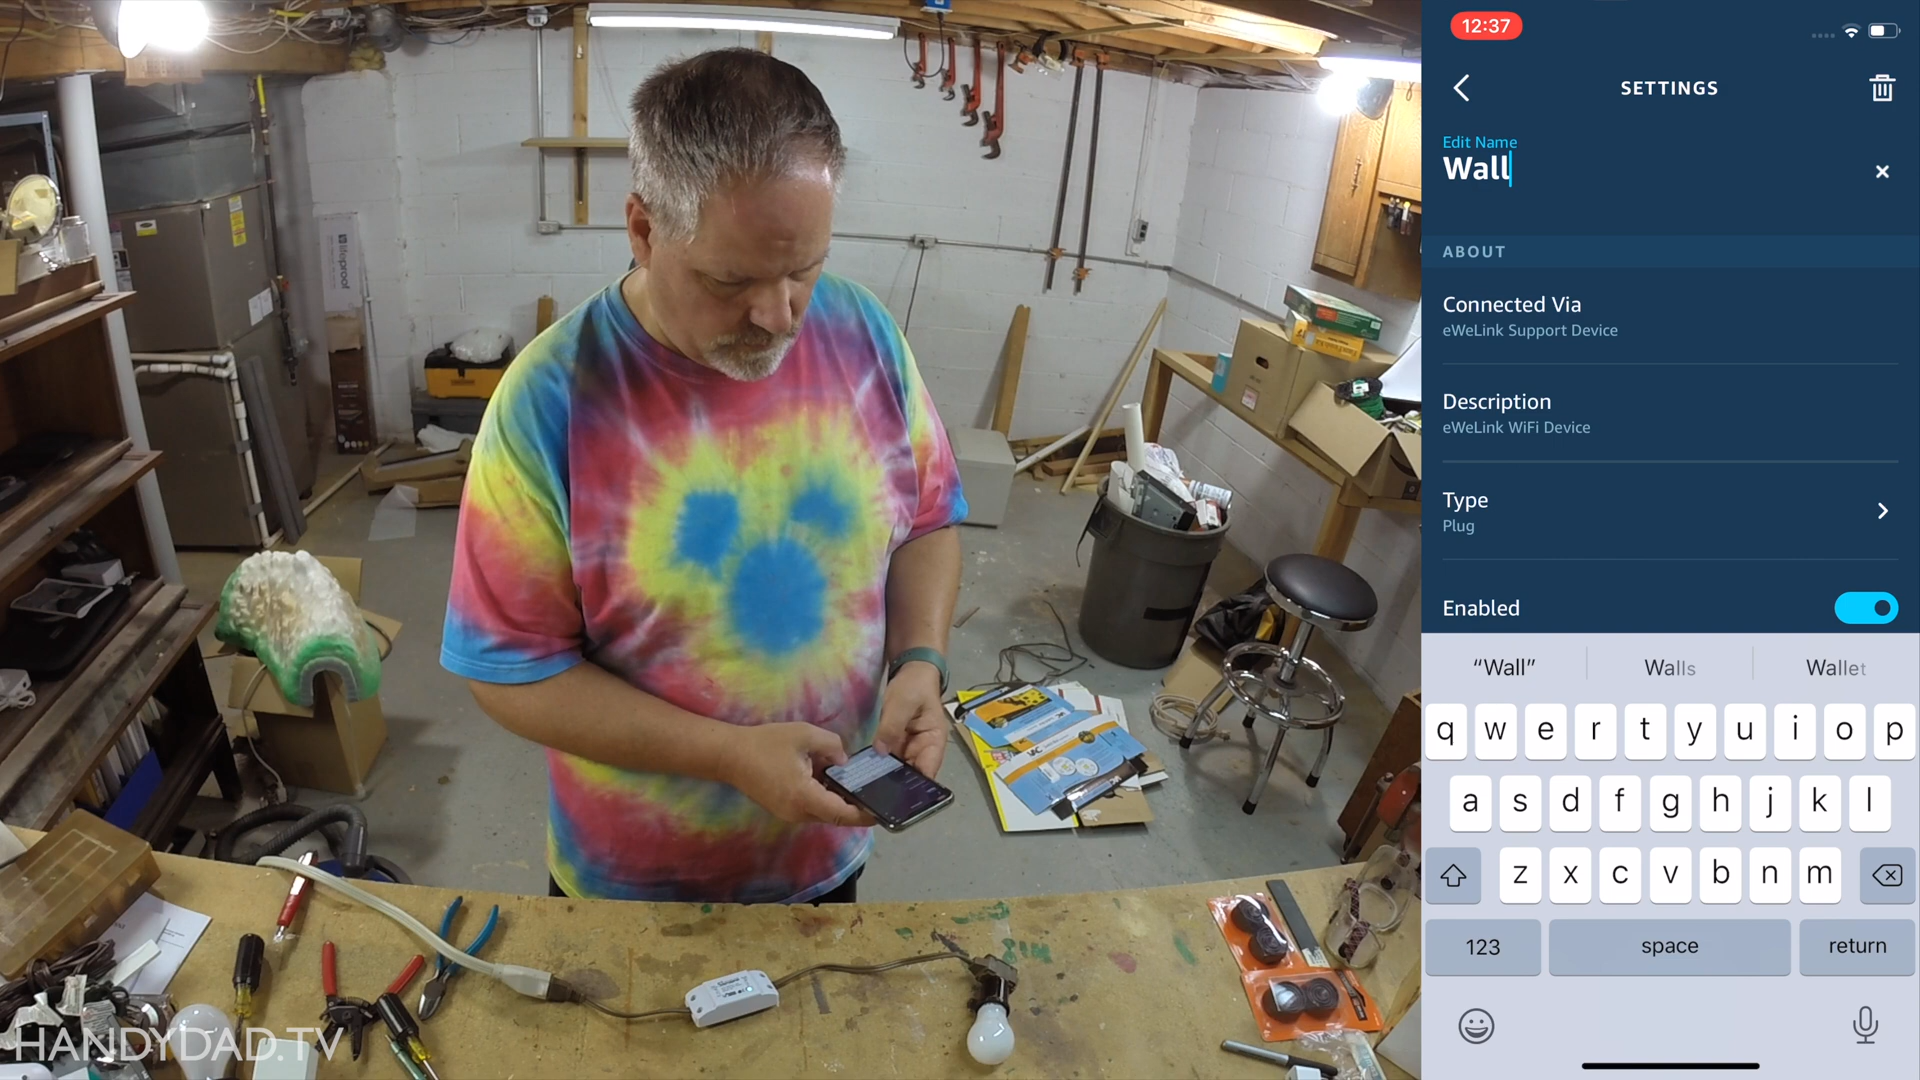 12:37
SETTINGS
Edit Name
Wall
ABOUT
Connected Via
eWeLink Support Device
Description
eWeLink WiFi Device
Type
Plug
Enabled
“Wall” Walls Wallet
q w e r t y u i o p
a s d f g h j k l
z x c v b n m
123 space return
lifeproof
HANDYDAD.TV